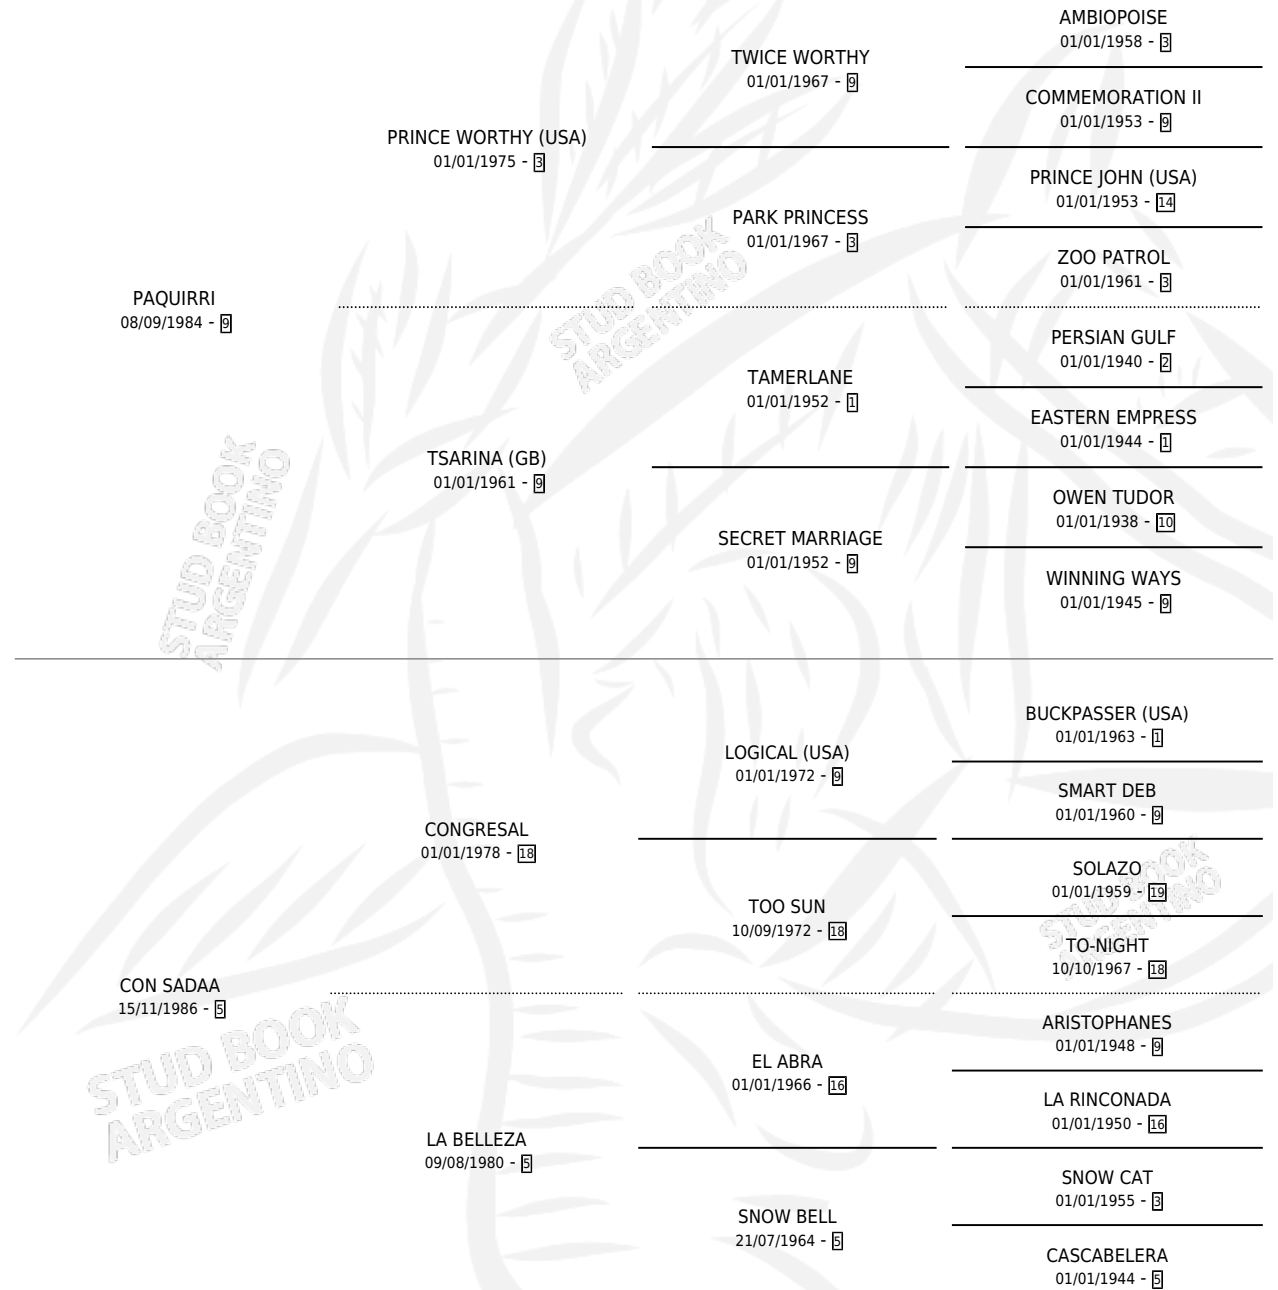 AMBIOPOISE
01/01/1958 - 3
TWICE WORTHY
01/01/1967 - 9
COMMEMORATION II
01/01/1953 - 9
PRINCE WORTHY (USA)
01/01/1975 - 3
PRINCE JOHN (USA)
01/01/1953 - 14
PARK PRINCESS
01/01/1967 - 3
ZOO PATROL
01/01/1961 - 3
PAQUIRRI
08/09/1984 - 9
STUD BOOK
ARGENTINO
PERSIAN GULF
01/01/1940 - 2
TAMERLANE
01/01/1952 - 1
EASTERN EMPRESS
01/01/1944 - 1
TSARINA (GB)
01/01/1961 - 9
OWEN TUDOR
01/01/1938 - 10
SECRET MARRIAGE
01/01/1952 - 9
WINNING WAYS
01/01/1945 - 9
STUD BOOK
ARGENTINO
BUCKPASSER (USA)
01/01/1963 - 1
LOGICAL (USA)
01/01/1972 - 9
SMART DEB
01/01/1960 - 9
CONGRESAL
01/01/1978 - 18
SOLAZO
01/01/1959 - 19
TOO SUN
10/09/1972 - 18
STUD BOOK
ARGENTINO
TO-NIGHT
10/10/1967 - 18
CON SADAA
15/11/1986 - 5
ARISTOPHANES
01/01/1948 - 9
EL ABRA
01/01/1966 - 16
STUD BOOK
ARGENTINO
LA RINCONADA
01/01/1950 - 16
LA BELLEZA
09/08/1980 - 5
SNOW CAT
01/01/1955 - 3
SNOW BELL
21/07/1964 - 5
CASCABELERA
01/01/1944 - 5